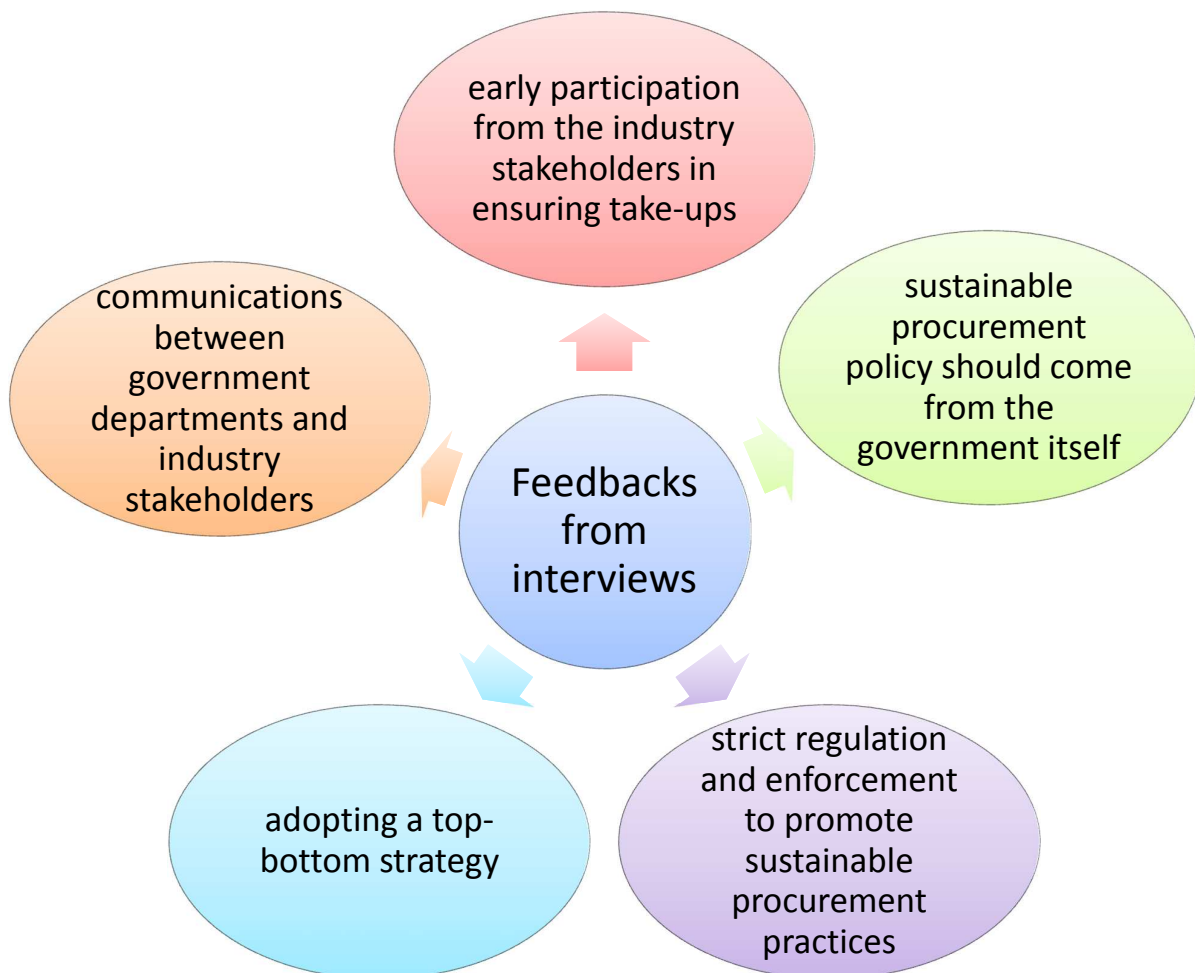 early participation
from the industry
stakeholders in
ensuring take-ups
sustainable
procurement
policy should come
from the
government itself
communications
between
government
departments and
industry
stakeholders
Feedbacks
from
interviews
adopting a top-
bottom strategy
strict regulation
and enforcement
to promote
sustainable
procurement
practices